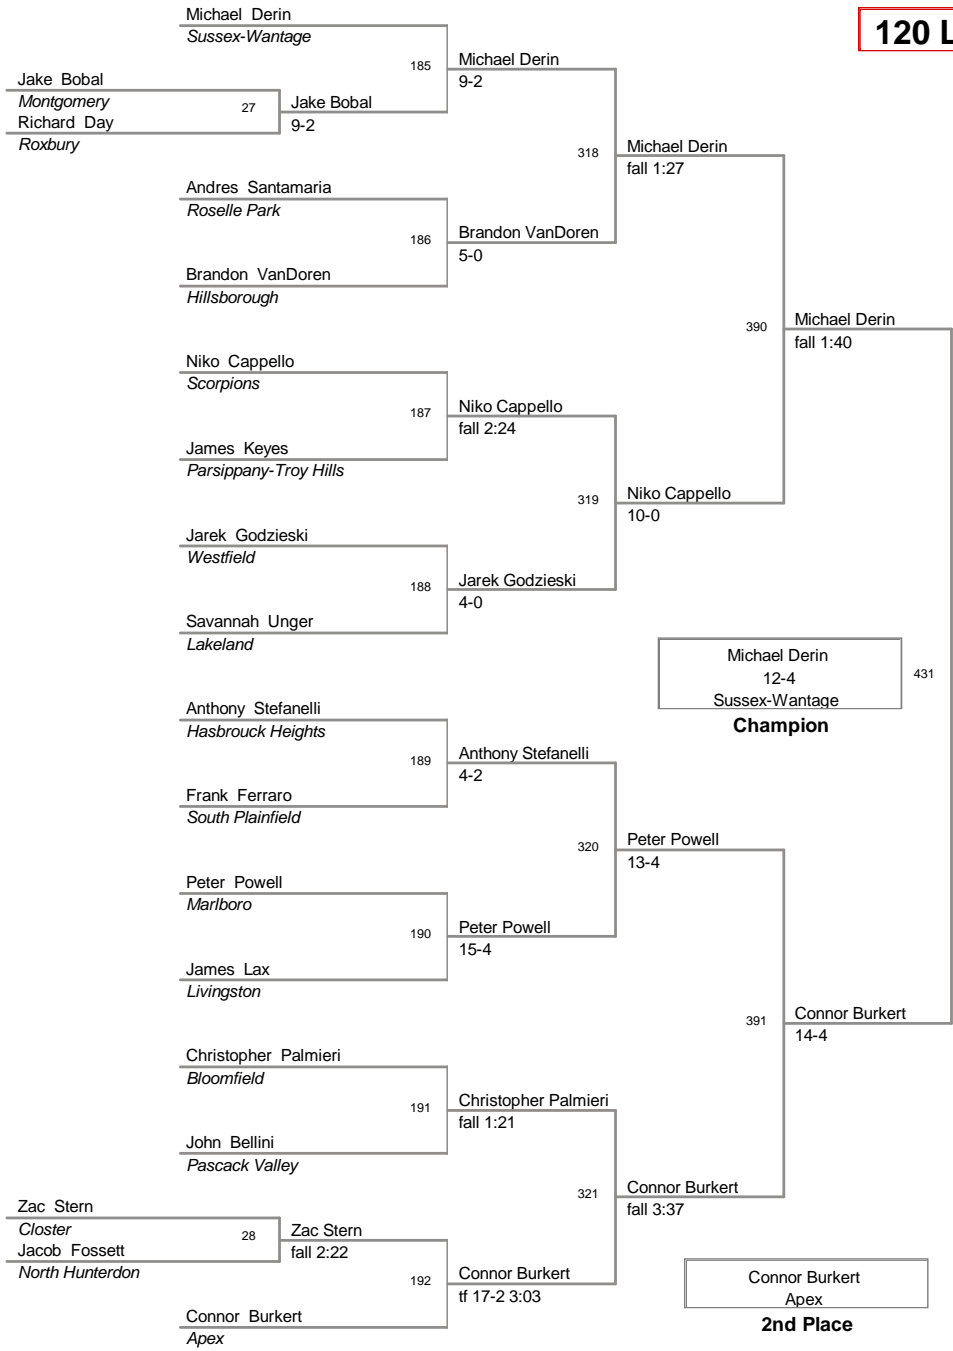 Michael Derin
Sussex-Wantage
120 L
185
Michael Derin
9-2
Jake Bobal
Montgomery
27
Jake Bobal
9-2
Richard Day
Roxbury
318
Michael Derin
fall 1:27
Andres Santamaria
Roselle Park
186
Brandon VanDoren
5-0
Brandon VanDoren
Hillsborough
390
Michael Derin
fall 1:40
Niko Cappello
Scorpions
187
Niko Cappello
fall 2:24
James Keyes
Parsippany-Troy Hills
319
Niko Cappello
10-0
Jarek Godzieski
Westfield
188
Jarek Godzieski
4-0
Savannah Unger
Lakeland
Michael Derin
12-4
Sussex-Wantage
Champion
431
Anthony Stefanelli
Hasbrouck Heights
189
Anthony Stefanelli
4-2
Frank Ferraro
South Plainfield
320
Peter Powell
13-4
Peter Powell
Marlboro
190
Peter Powell
15-4
James Lax
Livingston
391
Connor Burkert
14-4
Christopher Palmieri
Bloomfield
191
Christopher Palmieri
fall 1:21
John Bellini
Pascack Valley
321
Connor Burkert
fall 3:37
Zac Stern
Closter
28
Zac Stern
fall 2:22
Jacob Fossett
North Hunterdon
192
Connor Burkert
tf 17-2 3:03
Connor Burkert
Apex
Connor Burkert
Apex
2nd Place